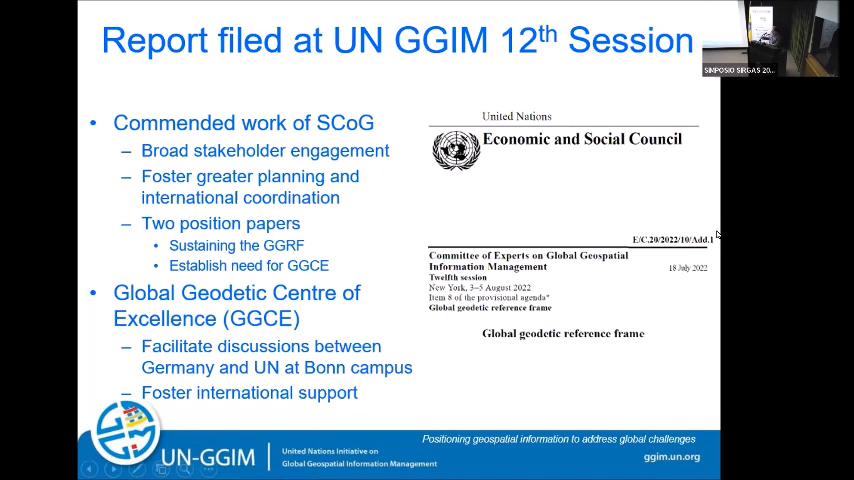 Report filed at UN GGIM 12th Session
SIMPOSIO SIRGAS 20...
• Commended work of SCoG
– Broad stakeholder engagement
– Foster greater planning and
international coordination
– Two position papers
• Sustaining the GGRF
• Establish need for GGCE
• Global Geodetic Centre of
Excellence (GGCE)
– Facilitate discussions between
Germany and UN at Bonn campus
– Foster international support
United Nations
Economic and Social Council
E/C.20/2022/10/Add.1
Committee of Experts on Global Geospatial
Information Management
18 July 2022
Twelfth session
New York, 3–5 August 2022
Item 8 of the provisional agenda*
Global geodetic reference frame
Global geodetic reference frame
Positioning geospatial information to address global challenges
UN-GGIM
United Nations Initiative on
Global Geospatial Information Management
ggim.un.org